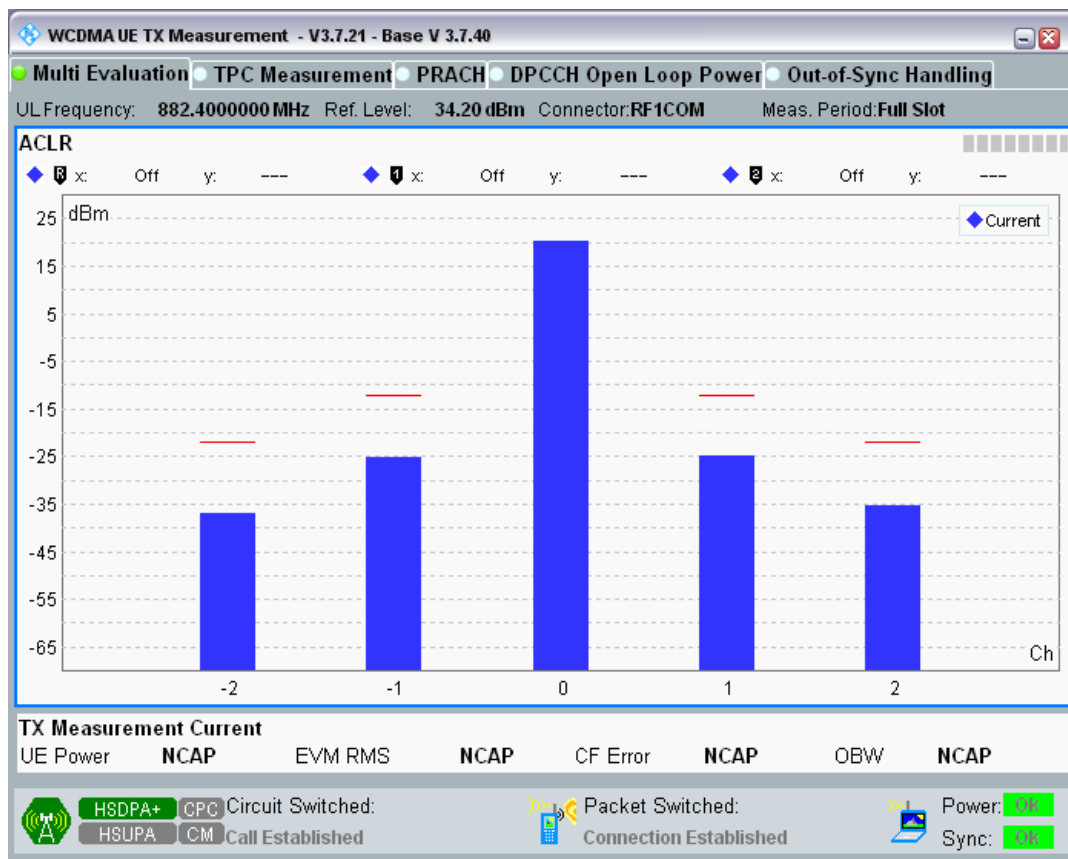 WCDMA UE TX Measurement - V3.7.21 - Base V 3.7.40
Multi Evaluation TPC Measurement PRACH DPCCH Open Loop Power Out-of-Sync Handling
UL Frequency: 882.4000000 MHz Ref. Level: 34.20 dBm Connector:RF1COM Meas. Period:Full Slot
ACLR
R x: Off y: --- 1 x: Off y: --- 2 x: Off y: ---
dBm
Current
25
15
5
-5
-15
-25
-35
-45
-55
-65
Ch
-2 -1 0 1 2
TX Measurement Current
UE Power NCAP EVM RMS NCAP CF Error NCAP OBW NCAP
HSDPA+ CPC Circuit Switched: Packet Switched: Power: OK
HSUPA CM Call Established Connection Established Sync: OK